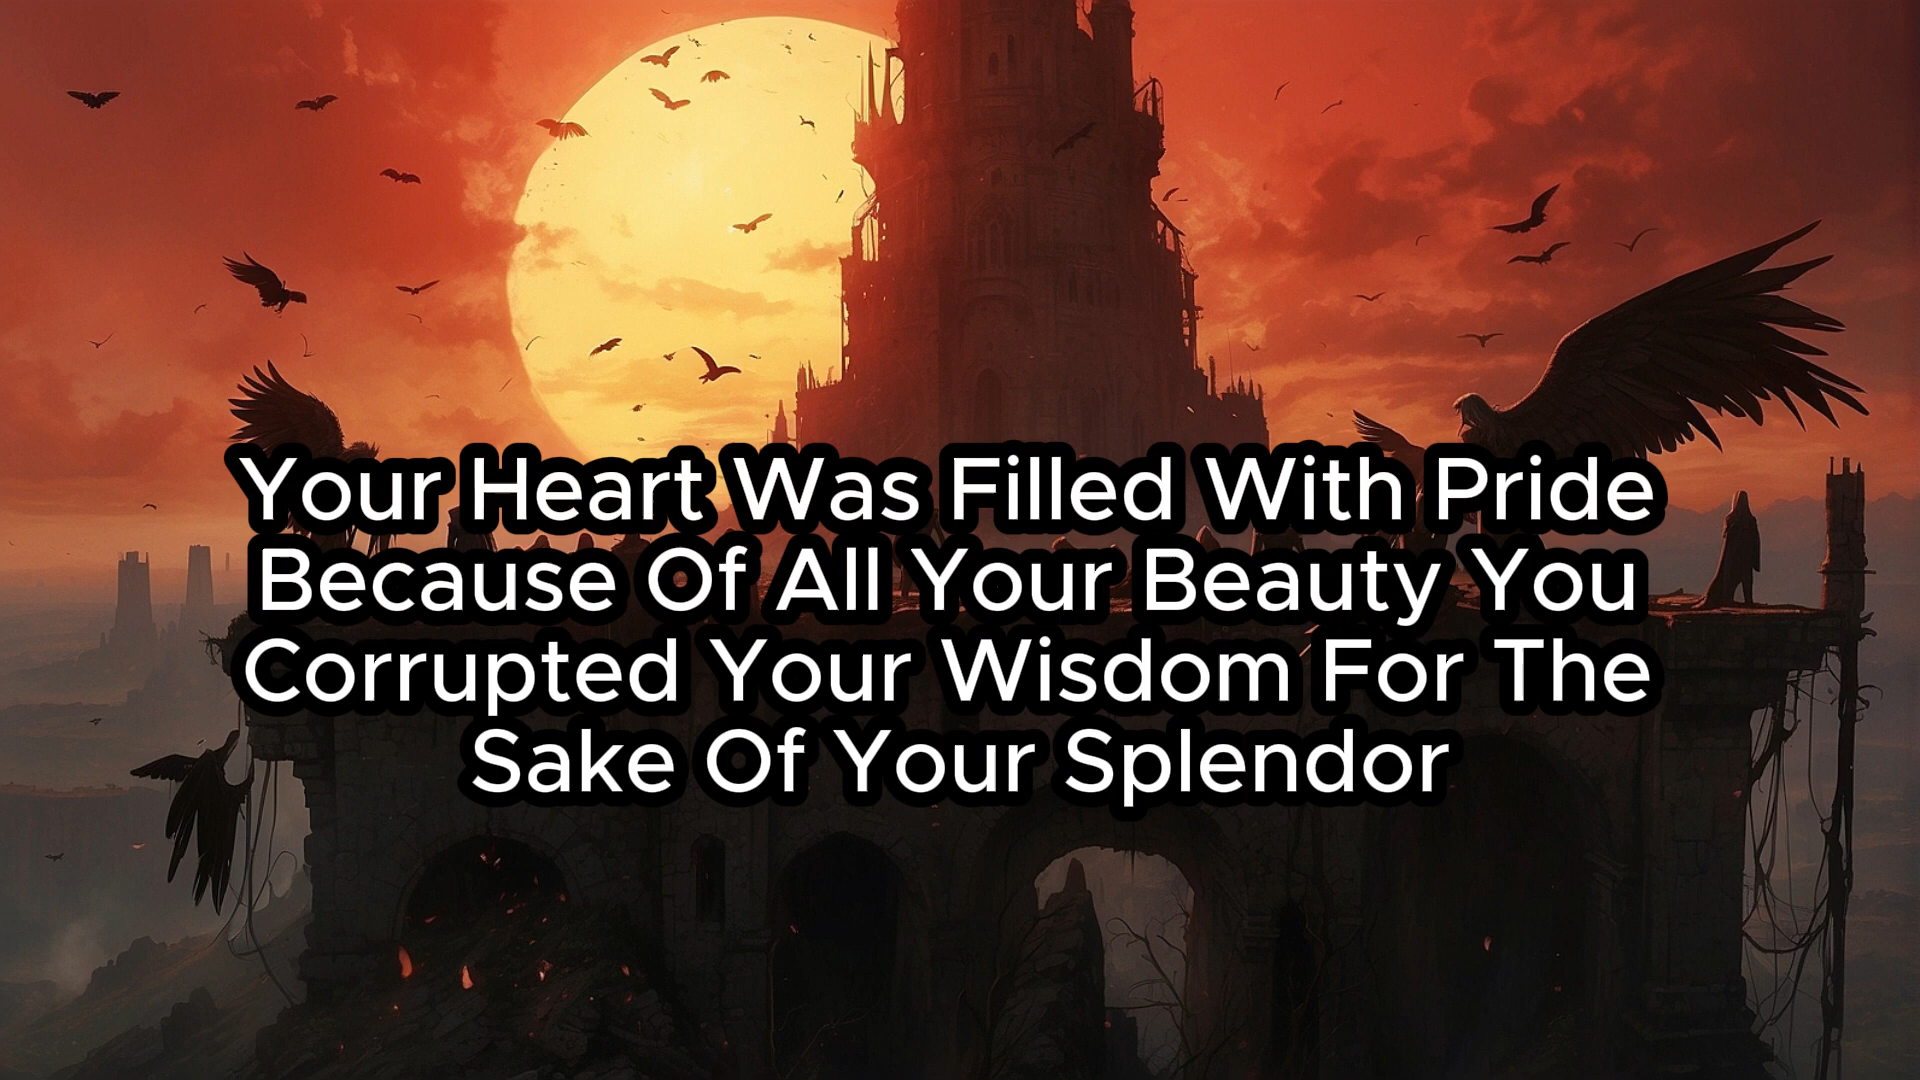 Your Heart Was Filled With Pride
Because Of All Your Beauty You
Corrupted Your Wisdom For The
Sake Of Your Splendor